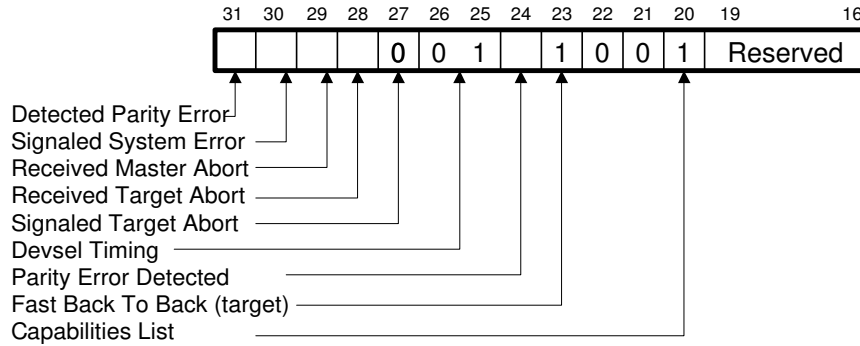 31 30 29 28 27 26 25 24 23 22 21 20 19 16
0 0 1 1 0 0 1 Reserved
Detected Parity Error
Signaled System Error
Received Master Abort
Received Target Abort
Signaled Target Abort
Devsel Timing
Parity Error Detected
Fast Back To Back (target)
Capabilities List